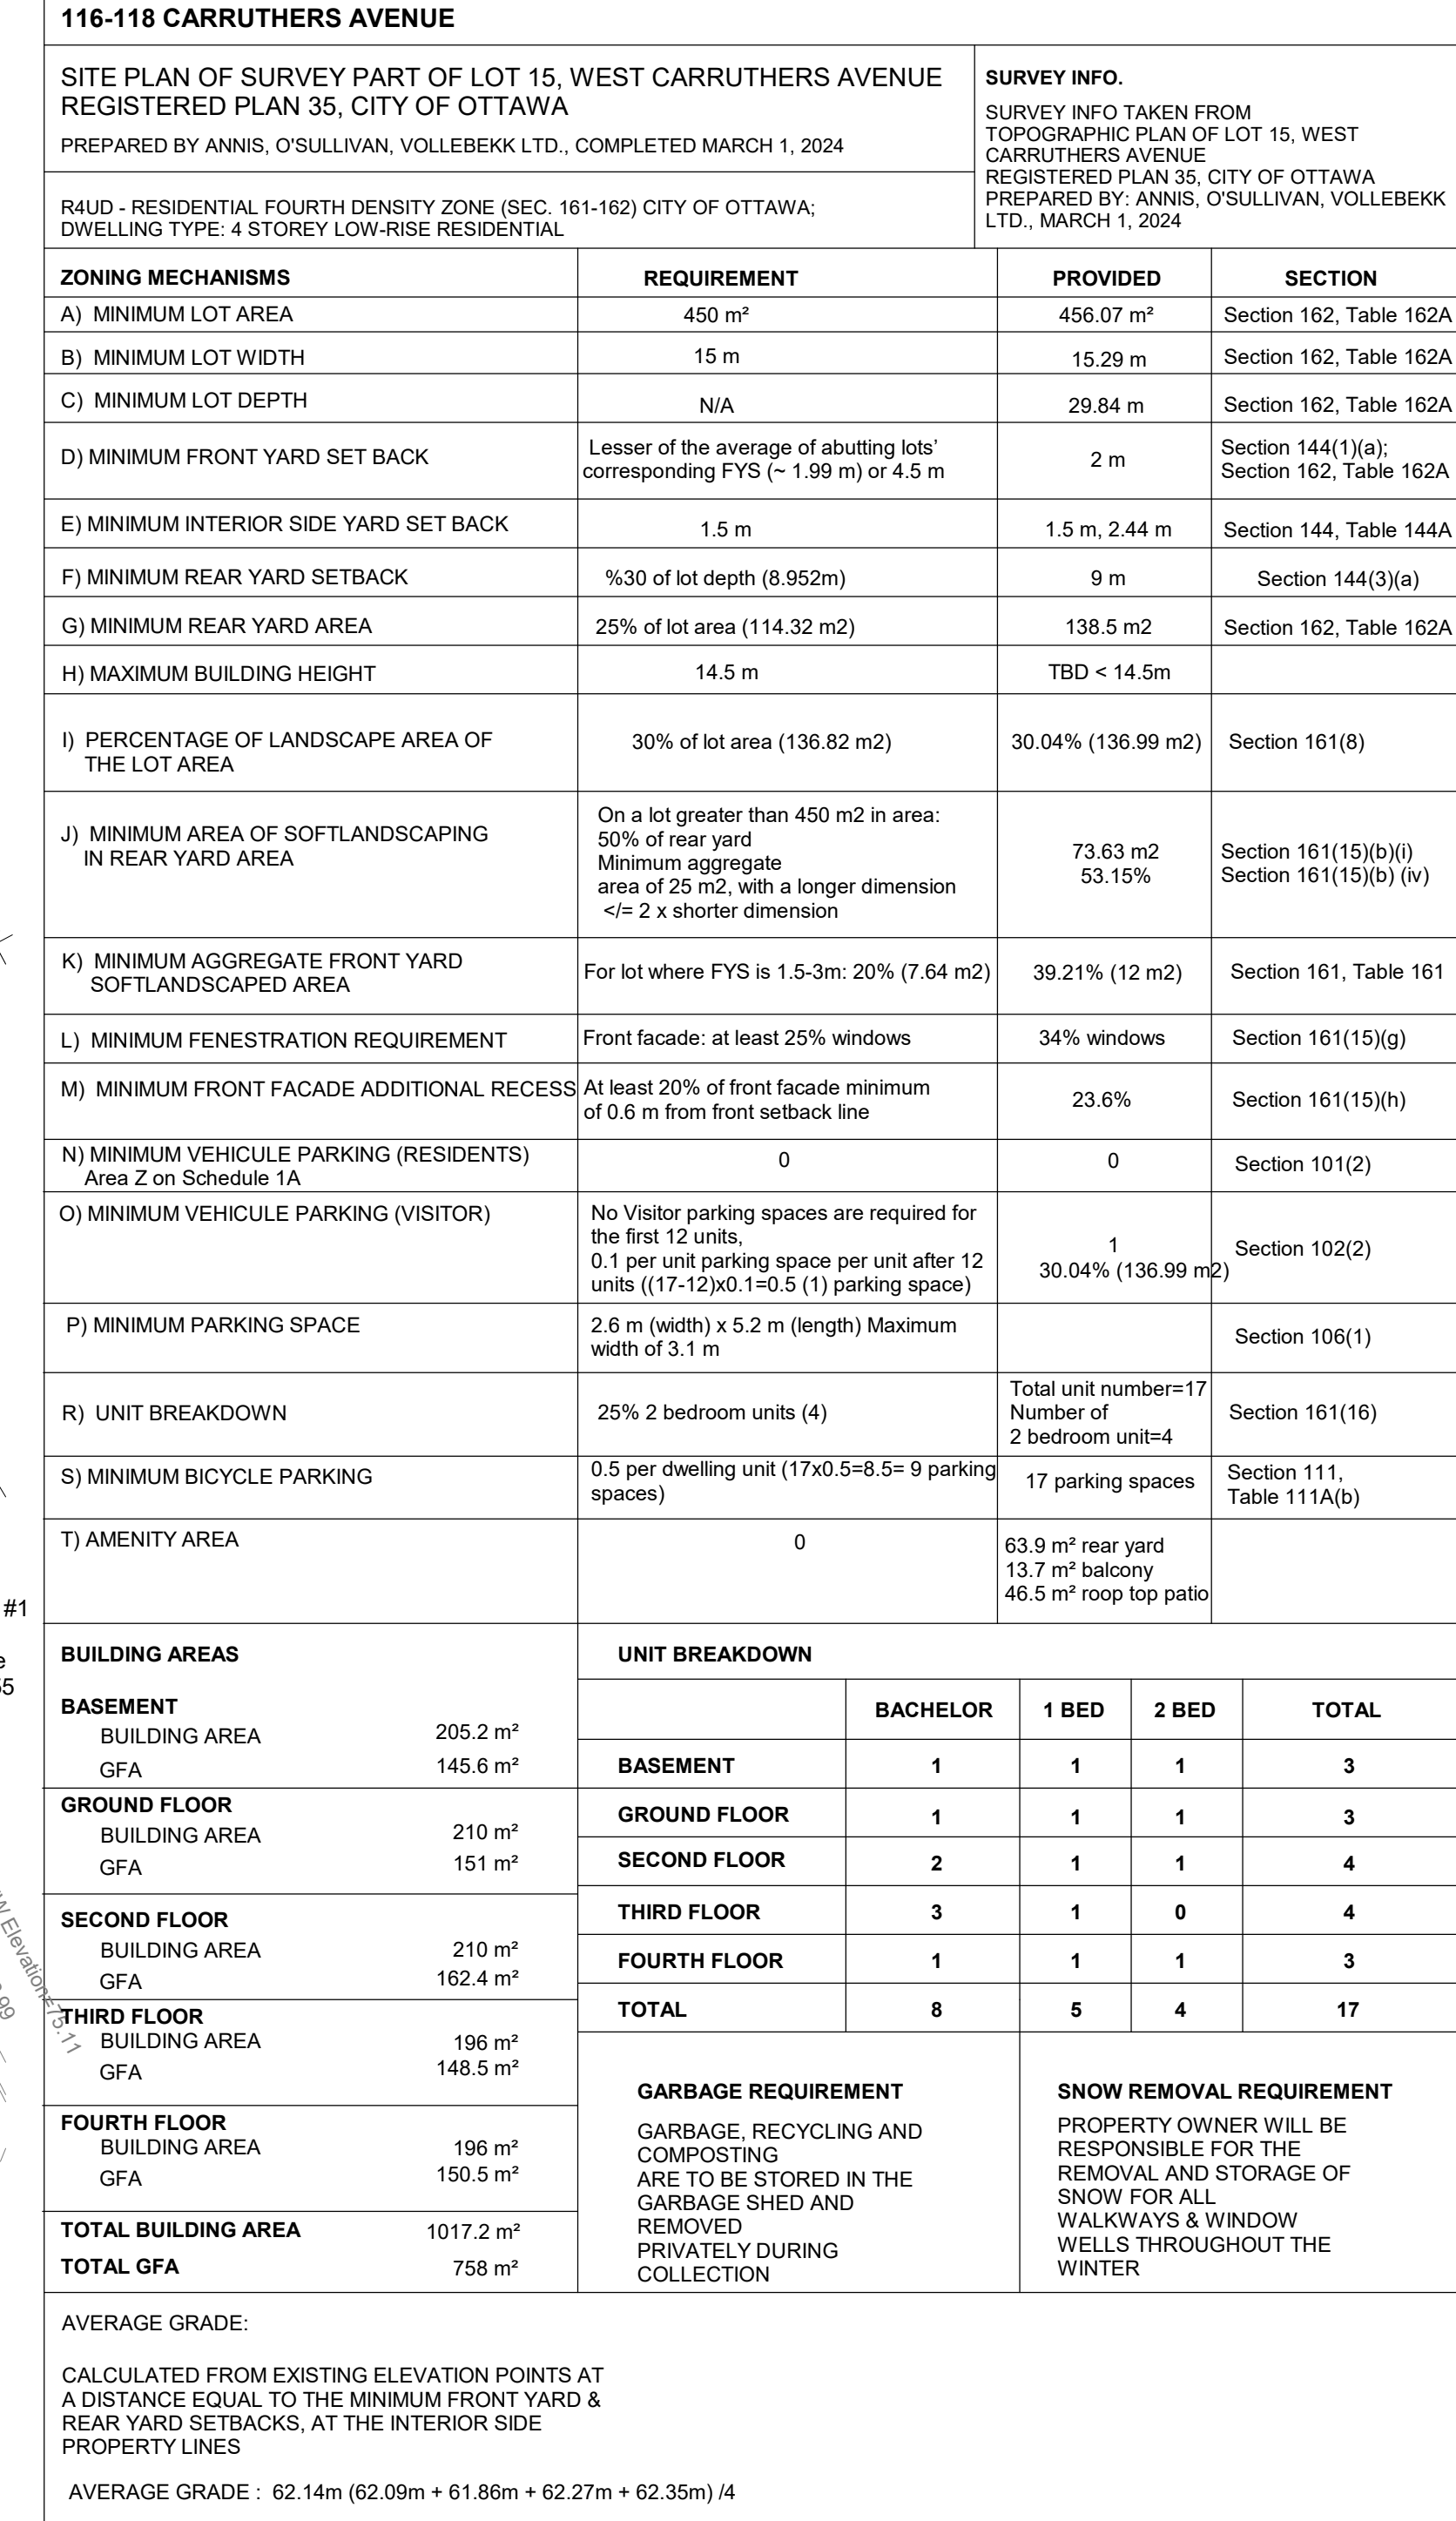 116-118 CARRUTHERS AVENUE
SITE PLAN OF SURVEY PART OF LOT 15, WEST CARRUTHERS AVENUE
REGISTERED PLAN 35, CITY OF OTTAWA
PREPARED BY ANNIS, O'SULLIVAN, VOLLEBEKK LTD., COMPLETED MARCH 1, 2024
R4UD - RESIDENTIAL FOURTH DENSITY ZONE (SEC. 161-162) CITY OF OTTAWA;
DWELLING TYPE: 4 STOREY LOW-RISE RESIDENTIAL
SURVEY INFO.
SURVEY INFO TAKEN FROM
TOPOGRAPHIC PLAN OF LOT 15, WEST
CARRUTHERS AVENUE
REGISTERED PLAN 35, CITY OF OTTAWA
PREPARED BY: ANNIS, O'SULLIVAN, VOLLEBEKK
LTD., MARCH 1, 2024
ZONING MECHANISMS REQUIREMENT PROVIDED SECTION
A) MINIMUM LOT AREA 450 m² 456.07 m² Section 162, Table 162A
B) MINIMUM LOT WIDTH 15 m 15.29 m Section 162, Table 162A
C) MINIMUM LOT DEPTH N/A 29.84 m Section 162, Table 162A
D) MINIMUM FRONT YARD SET BACK
Lesser of the average of abutting lots'
corresponding FYS (~ 1.99 m) or 4.5 m
2 m
Section 144(1)(a);
Section 162, Table 162A
E) MINIMUM INTERIOR SIDE YARD SET BACK 1.5 m 1.5 m, 2.44 m Section 144, Table 144A
F) MINIMUM REAR YARD SETBACK %30 of lot depth (8.952m) 9 m Section 144(3)(a)
G) MINIMUM REAR YARD AREA 25% of lot area (114.32 m2) 138.5 m2 Section 162, Table 162A
H) MAXIMUM BUILDING HEIGHT 14.5 m TBD < 14.5m
I) PERCENTAGE OF LANDSCAPE AREA OF
THE LOT AREA
30% of lot area (136.82 m2) 30.04% (136.99 m2) Section 161(8)
J) MINIMUM AREA OF SOFTLANDSCAPING
IN REAR YARD AREA
On a lot greater than 450 m2 in area:
50% of rear yard
Minimum aggregate
area of 25 m2, with a longer dimension
</= 2 x shorter dimension
73.63 m2
53.15%
Section 161(15)(b)(i)
Section 161(15)(b) (iv)
K) MINIMUM AGGREGATE FRONT YARD
SOFTLANDSCAPED AREA
For lot where FYS is 1.5-3m: 20% (7.64 m2) 39.21% (12 m2) Section 161, Table 161
L) MINIMUM FENESTRATION REQUIREMENT Front facade: at least 25% windows 34% windows Section 161(15)(g)
M) MINIMUM FRONT FACADE ADDITIONAL RECESS
At least 20% of front facade minimum
of 0.6 m from front setback line
23.6% Section 161(15)(h)
N) MINIMUM VEHICULE PARKING (RESIDENTS)
Area Z on Schedule 1A
0 0 Section 101(2)
O) MINIMUM VEHICULE PARKING (VISITOR)
No Visitor parking spaces are required for
the first 12 units,
0.1 per unit parking space per unit after 12
units ((17-12)x0.1=0.5 (1) parking space)
1
30.04% (136.99 m2)
Section 102(2)
P) MINIMUM PARKING SPACE
2.6 m (width) x 5.2 m (length) Maximum
width of 3.1 m
Section 106(1)
R) UNIT BREAKDOWN 25% 2 bedroom units (4)
Total unit number=17
Number of
2 bedroom unit=4
Section 161(16)
S) MINIMUM BICYCLE PARKING
0.5 per dwelling unit (17x0.5=8.5= 9 parking
spaces)
17 parking spaces
Section 111,
Table 111A(b)
T) AMENITY AREA 0
63.9 m² rear yard
13.7 m² balcony
46.5 m² roop top patio
#1
e
55
BUILDING AREAS
BASEMENT
BUILDING AREA 205.2 m²
GFA 145.6 m²
GROUND FLOOR
BUILDING AREA 210 m²
GFA 151 m²
SECOND FLOOR
BUILDING AREA 210 m²
GFA 162.4 m²
THIRD FLOOR
BUILDING AREA 196 m²
GFA 148.5 m²
FOURTH FLOOR
BUILDING AREA 196 m²
GFA 150.5 m²
TOTAL BUILDING AREA 1017.2 m²
TOTAL GFA 758 m²
Elevation=75.11
.99
UNIT BREAKDOWN
BACHELOR 1 BED 2 BED TOTAL
BASEMENT 1 1 1 3
GROUND FLOOR 1 1 1 3
SECOND FLOOR 2 1 1 4
THIRD FLOOR 3 1 0 4
FOURTH FLOOR 1 1 1 3
TOTAL 8 5 4 17
GARBAGE REQUIREMENT
GARBAGE, RECYCLING AND
COMPOSTING
ARE TO BE STORED IN THE
GARBAGE SHED AND
REMOVED
PRIVATELY DURING
COLLECTION
SNOW REMOVAL REQUIREMENT
PROPERTY OWNER WILL BE
RESPONSIBLE FOR THE
REMOVAL AND STORAGE OF
SNOW FOR ALL
WALKWAYS & WINDOW
WELLS THROUGHOUT THE
WINTER
AVERAGE GRADE:
CALCULATED FROM EXISTING ELEVATION POINTS AT
A DISTANCE EQUAL TO THE MINIMUM FRONT YARD &
REAR YARD SETBACKS, AT THE INTERIOR SIDE
PROPERTY LINES
AVERAGE GRADE : 62.14m (62.09m + 61.86m + 62.27m + 62.35m) /4